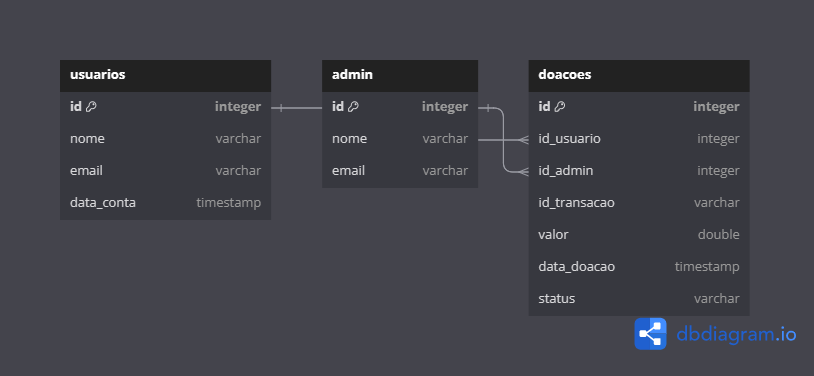 usuarios
id integer
nome varchar
email varchar
data_conta timestamp
admin
id integer
nome varchar
email varchar
doacoes
id integer
id_usuario integer
id_admin integer
id_transacao varchar
valor double
data_doacao timestamp
status varchar
dbdiagram.io